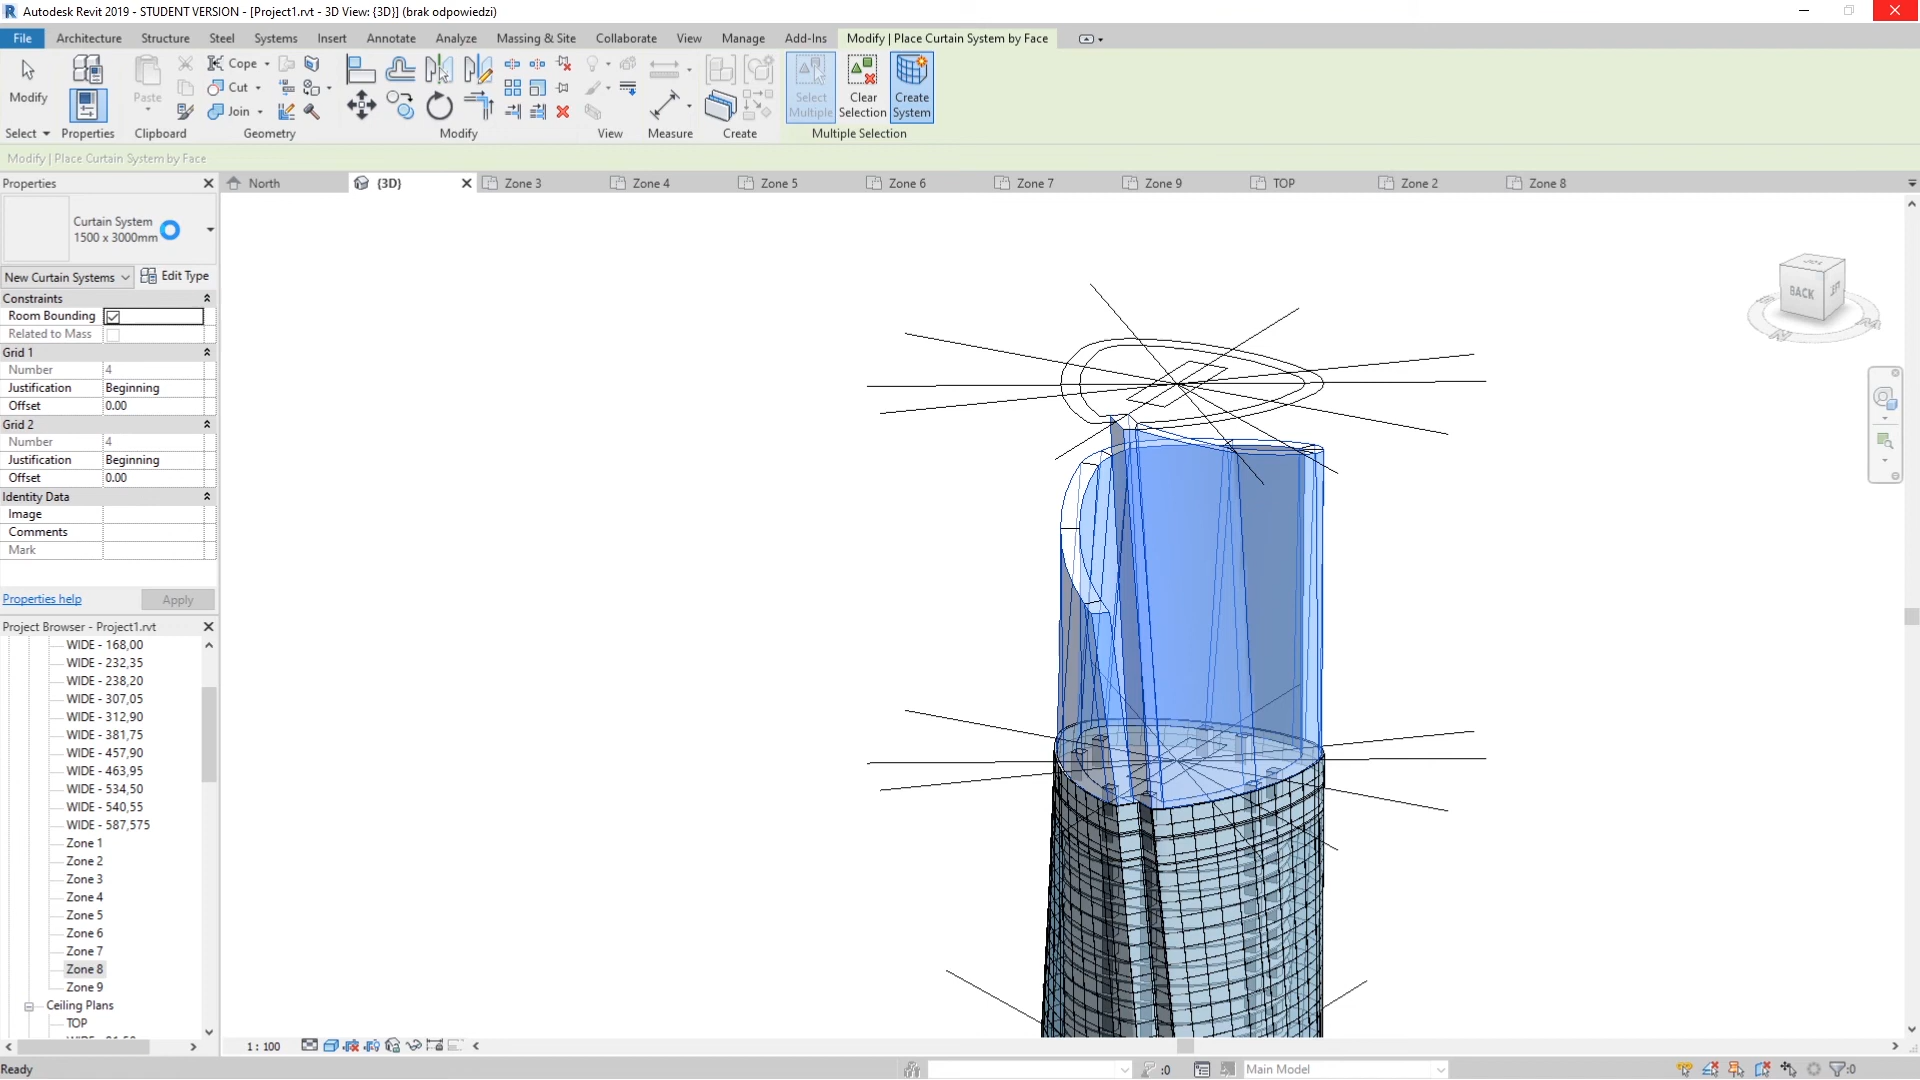 Autodesk Revit 2019 - STUDENT VERSION - [Project1.rvt - 3D View: {3D}] (brak odpowiedzi)
File Architecture Structure Steel Systems Insert Annotate Analyze Massing & Site Collaborate View Manage Add-Ins Modify | Place Curtain System by Face
Modify Paste Cope Cut Join Select Multiple Clear Selection Create System
Select Properties Clipboard Geometry Modify View Measure Create Multiple Selection
Modify | Place Curtain System by Face
Properties
North {3D} Zone 3 Zone 4 Zone 5 Zone 6 Zone 7 Zone 9 TOP Zone 2 Zone 8
Curtain System
1500 x 3000mm
New Curtain Systems Edit Type
Constraints
Room Bounding
Related to Mass
Grid 1
Number 4
Justification Beginning
Offset 0.00
Grid 2
Number 4
Justification Beginning
Offset 0.00
Identity Data
Image
Comments
Mark
Properties help Apply
Project Browser - Project1.rvt
WIDE - 168,00
WIDE - 232,35
WIDE - 238,20
WIDE - 307,05
WIDE - 312,90
WIDE - 381,75
WIDE - 457,90
WIDE - 463,95
WIDE - 534,50
WIDE - 540,55
WIDE - 587,575
Zone 1
Zone 2
Zone 3
Zone 4
Zone 5
Zone 6
Zone 7
Zone 8
Zone 9
Ceiling Plans
TOP
BACK
1 : 100
Ready :0 Main Model :0